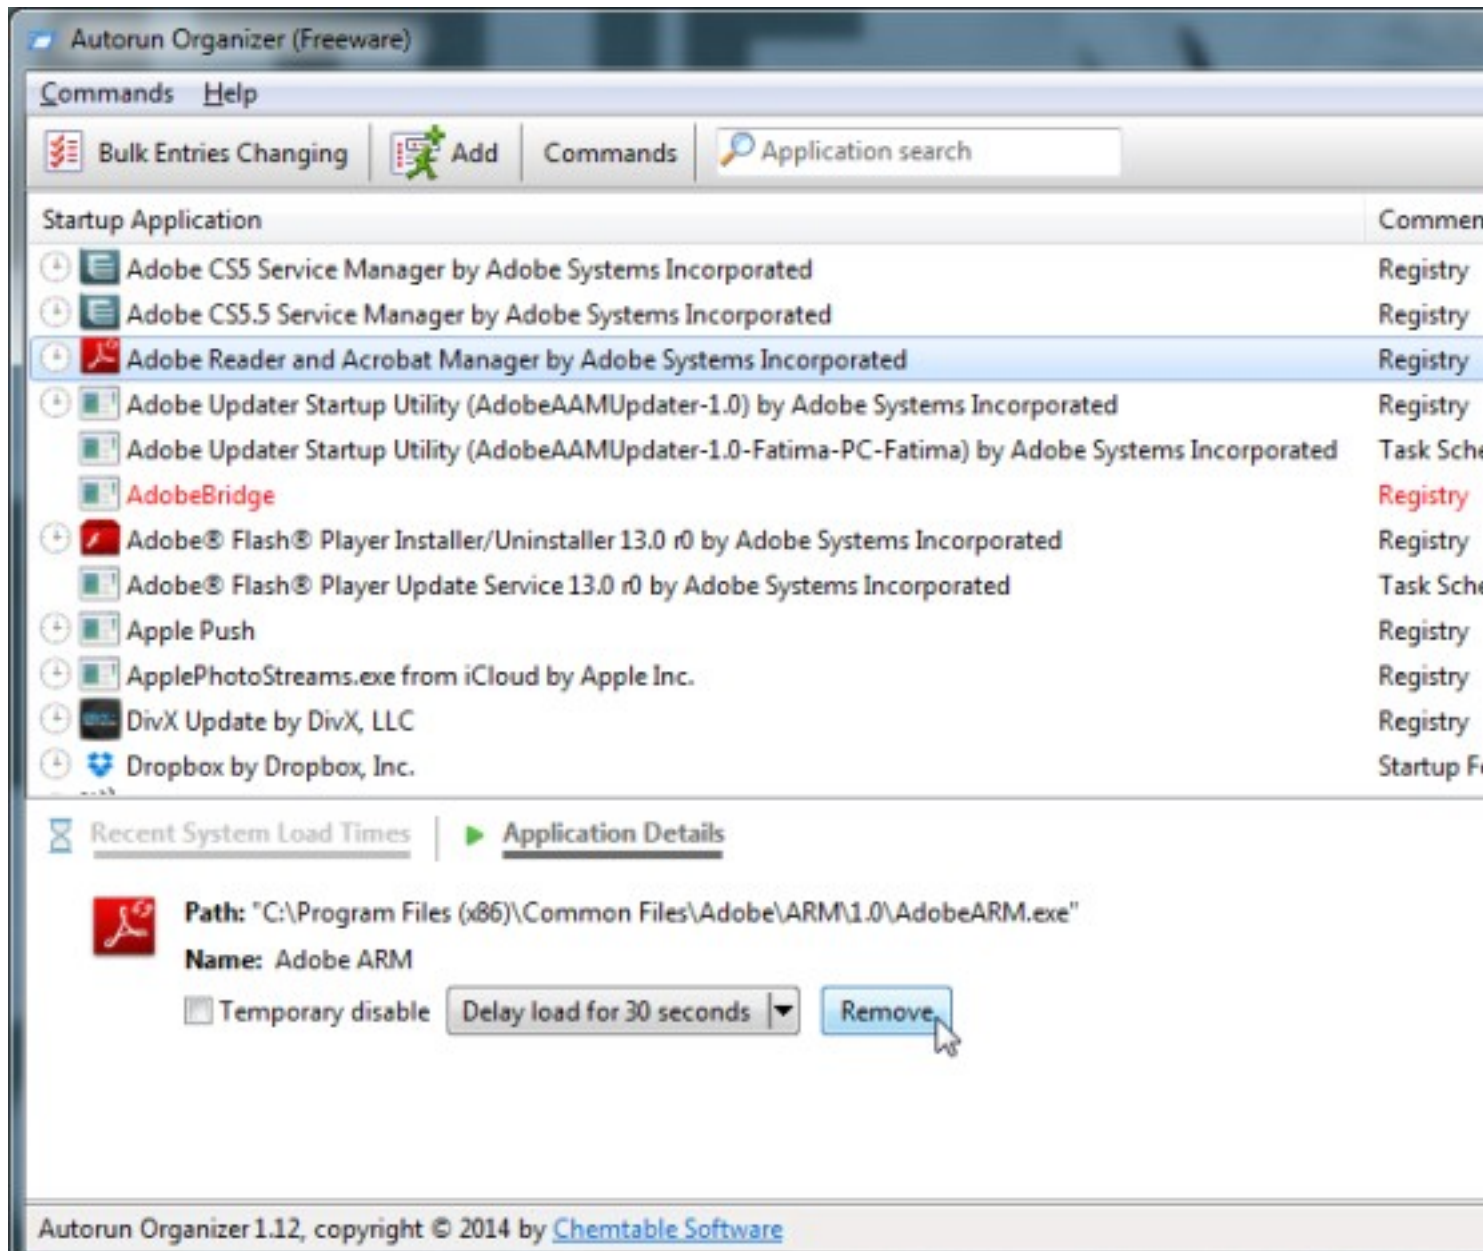 Autorun Organizer (Freeware)
Commands Help
Bulk Entries Changing Add Commands Application search
Startup Application Commen
Adobe CS5 Service Manager by Adobe Systems Incorporated Registry
Adobe CS5.5 Service Manager by Adobe Systems Incorporated Registry
Adobe Reader and Acrobat Manager by Adobe Systems Incorporated Registry
Adobe Updater Startup Utility (AdobeAAMUpdater-1.0) by Adobe Systems Incorporated Registry
Adobe Updater Startup Utility (AdobeAAMUpdater-1.0-Fatima-PC-Fatima) by Adobe Systems Incorporated Task Sche
AdobeBridge Registry
Adobe® Flash® Player Installer/Uninstaller 13.0 r0 by Adobe Systems Incorporated Registry
Adobe® Flash® Player Update Service 13.0 r0 by Adobe Systems Incorporated Task Sche
Apple Push Registry
ApplePhotoStreams.exe from iCloud by Apple Inc. Registry
DivX Update by DivX, LLC Registry
Dropbox by Dropbox, Inc. Startup Fo
Recent System Load Times Application Details
Path: "C:\Program Files (x86)\Common Files\Adobe\ARM\1.0\AdobeARM.exe"
Name: Adobe ARM
Temporary disable Delay load for 30 seconds Remove
Autorun Organizer 1.12, copyright © 2014 by Chemtable Software